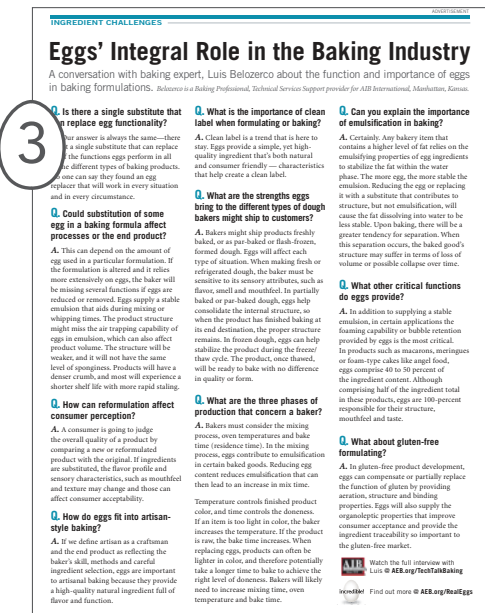 ADVERTISEMENT
INGREDIENT CHALLENGES
Eggs' Integral Role in the Baking Industry
A conversation with baking expert, Luis Belozerco about the function and importance of eggs
in baking formulations. Belozerco is a Baking Professional, Technical Services Support provider for AIB International, Manhattan, Kansas.
3
Q. Is there a single substitute that
replace egg functionality?
Our answer is always the same—there
a single substitute that can replace
the functions eggs perform in all
different types of baking products.
one can say they found an egg
replacer that will work in every situation
and in every circumstance.
Q. Could substitution of some
egg in a baking formula affect
processes or the end product?
A. This can depend on the amount of
egg used in a particular formulation. If
the formulation is altered and it relies
more extensively on eggs, the baker will
be missing several functions if eggs are
reduced or removed. Eggs supply a stable
emulsion that aids during mixing or
whipping times. The product structure
might miss the air trapping capability of
eggs in emulsion, which can also affect
product volume. The structure will be
weaker, and it will not have the same
level of sponginess. Products will have a
denser crumb, and most will experience a
shorter shelf life with more rapid staling.
Q. How can reformulation affect
consumer perception?
A. A consumer is going to judge
the overall quality of a product by
comparing a new or reformulated
product with the original. If ingredients
are substituted, the flavor profile and
sensory characteristics, such as mouthfeel
and texture may change and those can
affect consumer acceptability.
Q. How do eggs fit into artisan-
style baking?
A. If we define artisan as a craftsman
and the end product as reflecting the
baker's skill, methods and careful
ingredient selection, eggs are important
to artisanal baking because they provide
a high-quality natural ingredient full of
flavor and function.
Q. What is the importance of clean
label when formulating or baking?
A. Clean label is a trend that is here to
stay. Eggs provide a simple, yet high-
quality ingredient that's both natural
and consumer friendly — characteristics
that help create a clean label.
Q. What are the strengths eggs
bring to the different types of dough
bakers might ship to customers?
A. Bakers might ship products freshly
baked, or as par-baked or flash-frozen,
formed dough. Eggs will affect each
type of situation. When making fresh or
refrigerated dough, the baker must be
sensitive to its sensory attributes, such as
flavor, smell and mouthfeel. In partially
baked or par-baked dough, eggs help
consolidate the internal structure, so
when the product has finished baking at
its end destination, the proper structure
remains. In frozen dough, eggs can help
stabilize the product during the freeze/
thaw cycle. The product, once thawed,
will be ready to bake with no difference
in quality or form.
Q. What are the three phases of
production that concern a baker?
A. Bakers must consider the mixing
process, oven temperatures and bake
time (residence time). In the mixing
process, eggs contribute to emulsification
in certain baked goods. Reducing egg
content reduces emulsification that can
then lead to an increase in mix time.
Temperature controls finished product
color, and time controls the doneness.
If an item is too light in color, the baker
increases the temperature. If the product
is raw, the bake time increases. When
replacing eggs, products can often be
lighter in color, and therefore potentially
take a longer time to bake to achieve the
right level of doneness. Bakers will likely
need to increase mixing time, oven
temperature and bake time.
Q. Can you explain the importance
of emulsification in baking?
A. Certainly. Any bakery item that
contains a higher level of fat relies on the
emulsifying properties of egg ingredients
to stabilize the fat within the water
phase. The more egg, the more stable the
emulsion. Reducing the egg or replacing
it with a substitute that contributes to
structure, but not emulsification, will
cause the fat dissolving into water to be
less stable. Upon baking, there will be a
greater tendency for separation. When
this separation occurs, the baked good's
structure may suffer in terms of loss of
volume or possible collapse over time.
Q. What other critical functions
do eggs provide?
A. In addition to supplying a stable
emulsion, in certain applications the
foaming capability or bubble retention
provided by eggs is the most critical.
In products such as macarons, meringues
or foam-type cakes like angel food,
eggs comprise 40 to 50 percent of
the ingredient content. Although
comprising half of the ingredient total
in these products, eggs are 100-percent
responsible for their structure,
mouthfeel and taste.
Q. What about gluten-free
formulating?
A. In gluten-free product development,
eggs can compensate or partially replace
the function of gluten by providing
aeration, structure and binding
properties. Eggs will also supply the
organoleptic properties that improve
consumer acceptance and provide the
ingredient traceability so important to
the gluten-free market.
AIB
Watch the full interview with
Luis @ AEB.org/TechTalkBaking
incredible!
Find out more @ AEB.org/RealEggs